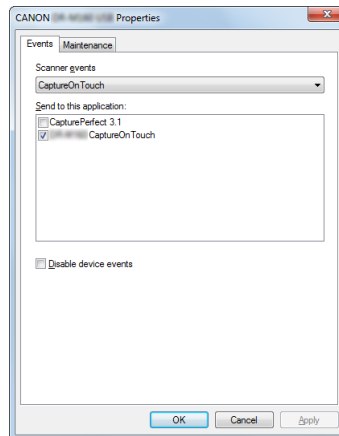 CANON USB Properties
Events Maintenance
Scanner events
CaptureOnTouch
Send to this application:
CapturePerfect 3.1
CaptureOnTouch
Disable device events
OK Cancel Apply